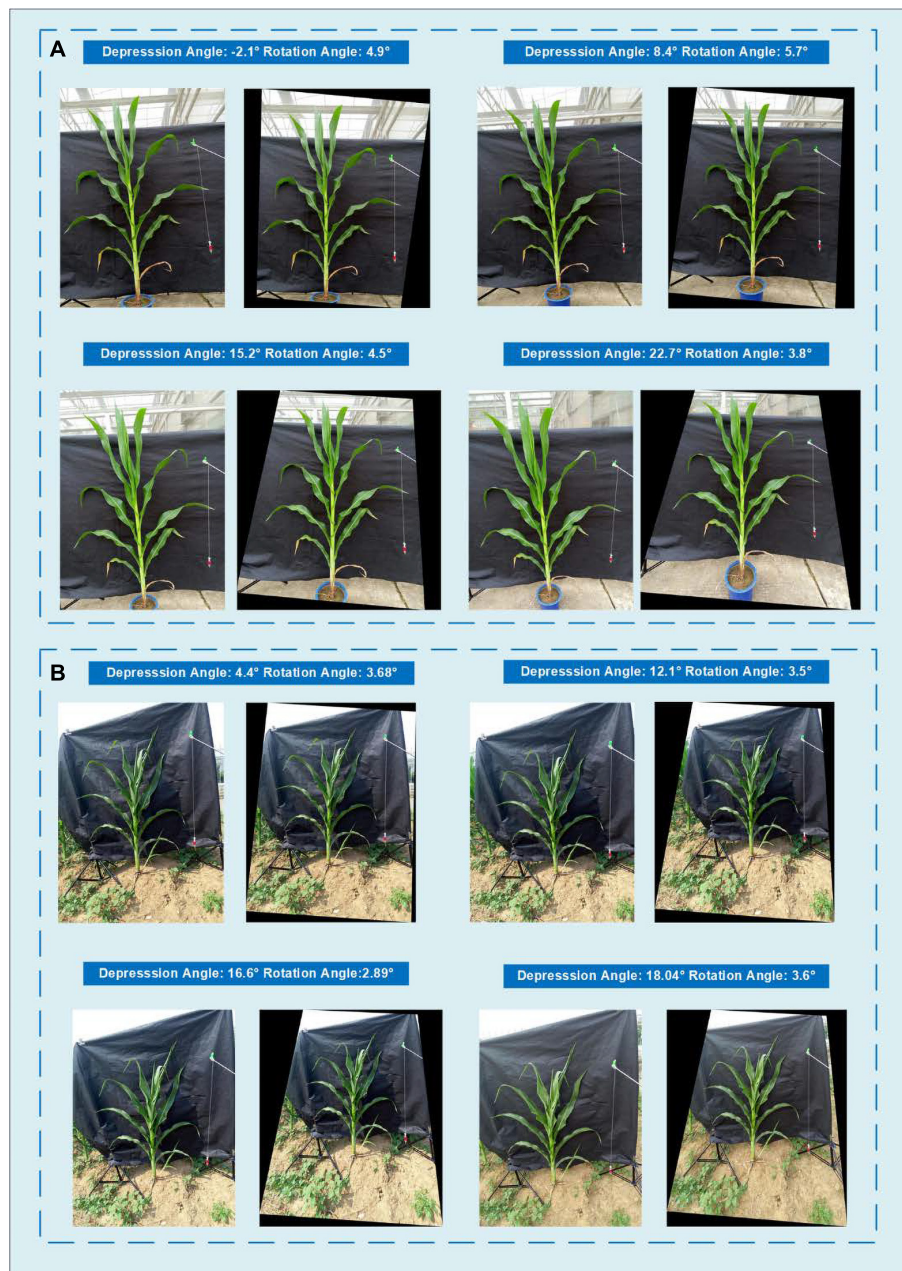 A
Depresssion Angle: -2.1° Rotation Angle: 4.9°
Depresssion Angle: 8.4° Rotation Angle: 5.7°
Depresssion Angle: 15.2° Rotation Angle: 4.5°
Depresssion Angle: 22.7° Rotation Angle: 3.8°
B
Depresssion Angle: 4.4° Rotation Angle: 3.68°
Depresssion Angle: 12.1° Rotation Angle: 3.5°
Depresssion Angle: 16.6° Rotation Angle:2.89°
Depresssion Angle: 18.04° Rotation Angle: 3.6°